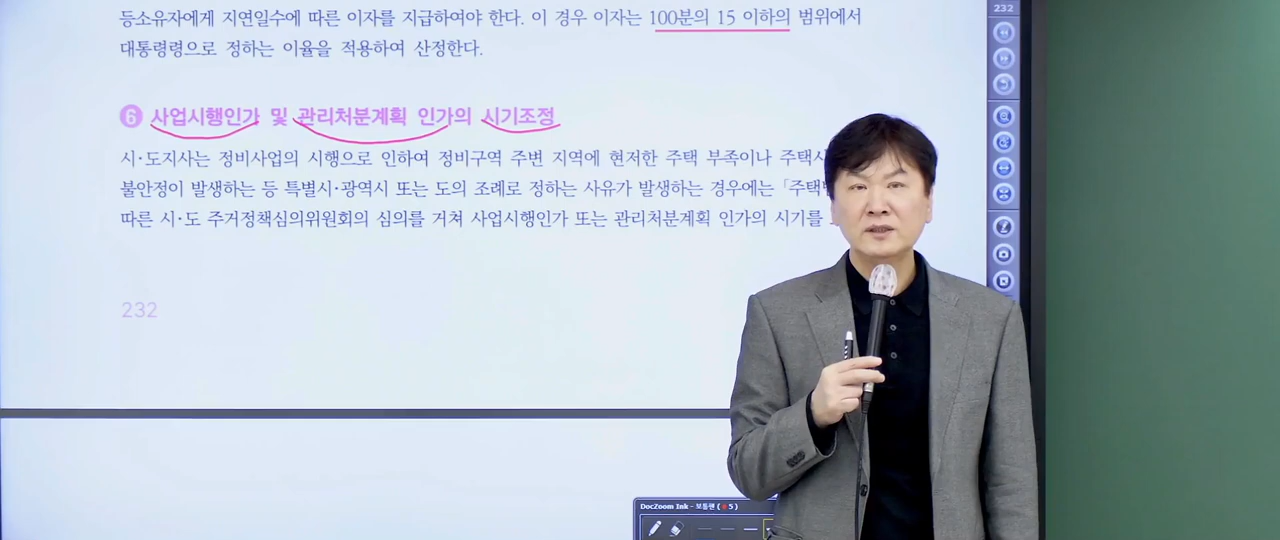 등소유자에게 지연일수에 따른 이자를 지급하여야 한다. 이 경우 이자는 100분의 15 이하의 범위에서
대통령령으로 정하는 이율을 적용하여 산정한다.
6 사업시행인가 및 관리처분계획 인가의 시기조정
시·도지사는 정비사업의 시행으로 인하여 정비구역 주변 지역에 현저한 주택 부족이나
불안정이 발생하는 등 특별시·광역시 또는 도의 조례로 정하는 사유가 발생하는 경우에는
따른 시·도 주거정책심의위원회의 심의를 거쳐 사업시행인가 또는 관리처분계획 인가의 시기를
232
232
DocZoom Ink - 보통펜 ( 5 )